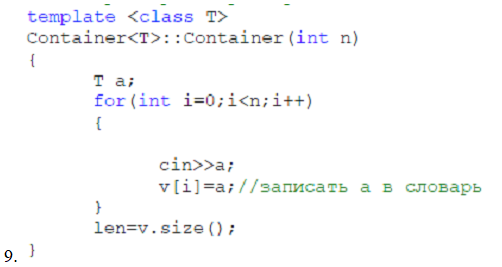 template <class T>
Container<T>::Container(int n)
{
T a;
for(int i=0;i<n;i++)
{
cin>>a;
v[i]=a;//записать а в словарь
}
len=v.size();
9. }